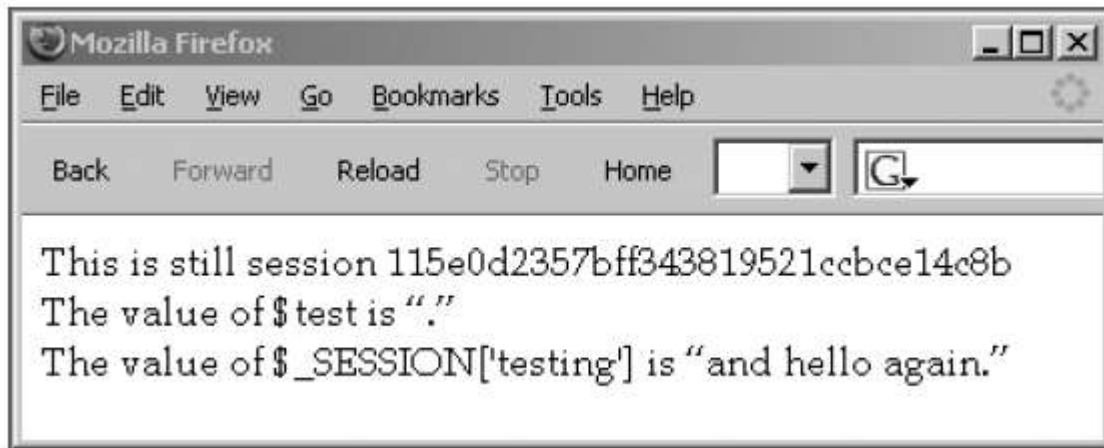 Mozilla Firefox
File Edit View Go Bookmarks Tools Help
Back Forward Reload Stop Home G
This is still session 115e0d2357bff343819521ccbce14c8b
The value of $test is “.”
The value of $_SESSION['testing'] is “and hello again.”